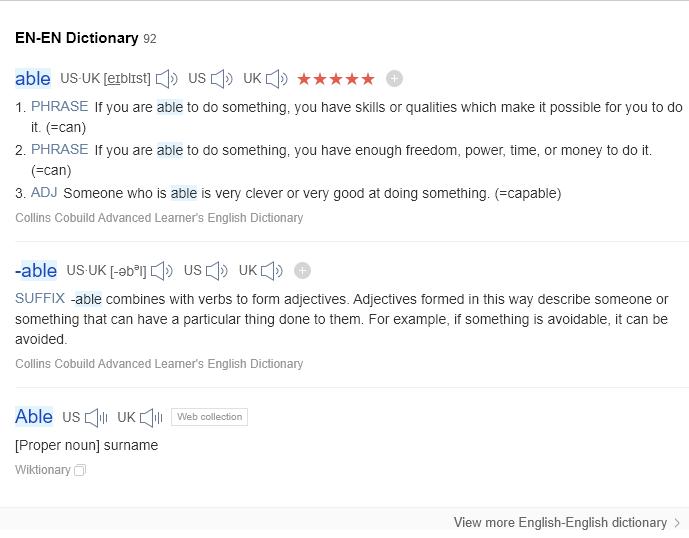 EN-EN Dictionary 92
able US·UK [eɪblɪst] US UK ★★★★★
1. PHRASE If you are able to do something, you have skills or qualities which make it possible for you to do
it. (=can)
2. PHRASE If you are able to do something, you have enough freedom, power, time, or money to do it.
(=can)
3. ADJ Someone who is able is very clever or very good at doing something. (=capable)
Collins Cobuild Advanced Learner's English Dictionary
-able US·UK [-əbᵊl] US UK
SUFFIX -able combines with verbs to form adjectives. Adjectives formed in this way describe someone or
something that can have a particular thing done to them. For example, if something is avoidable, it can be
avoided.
Collins Cobuild Advanced Learner's English Dictionary
Able US UK Web collection
[Proper noun] surname
Wiktionary
View more English-English dictionary >